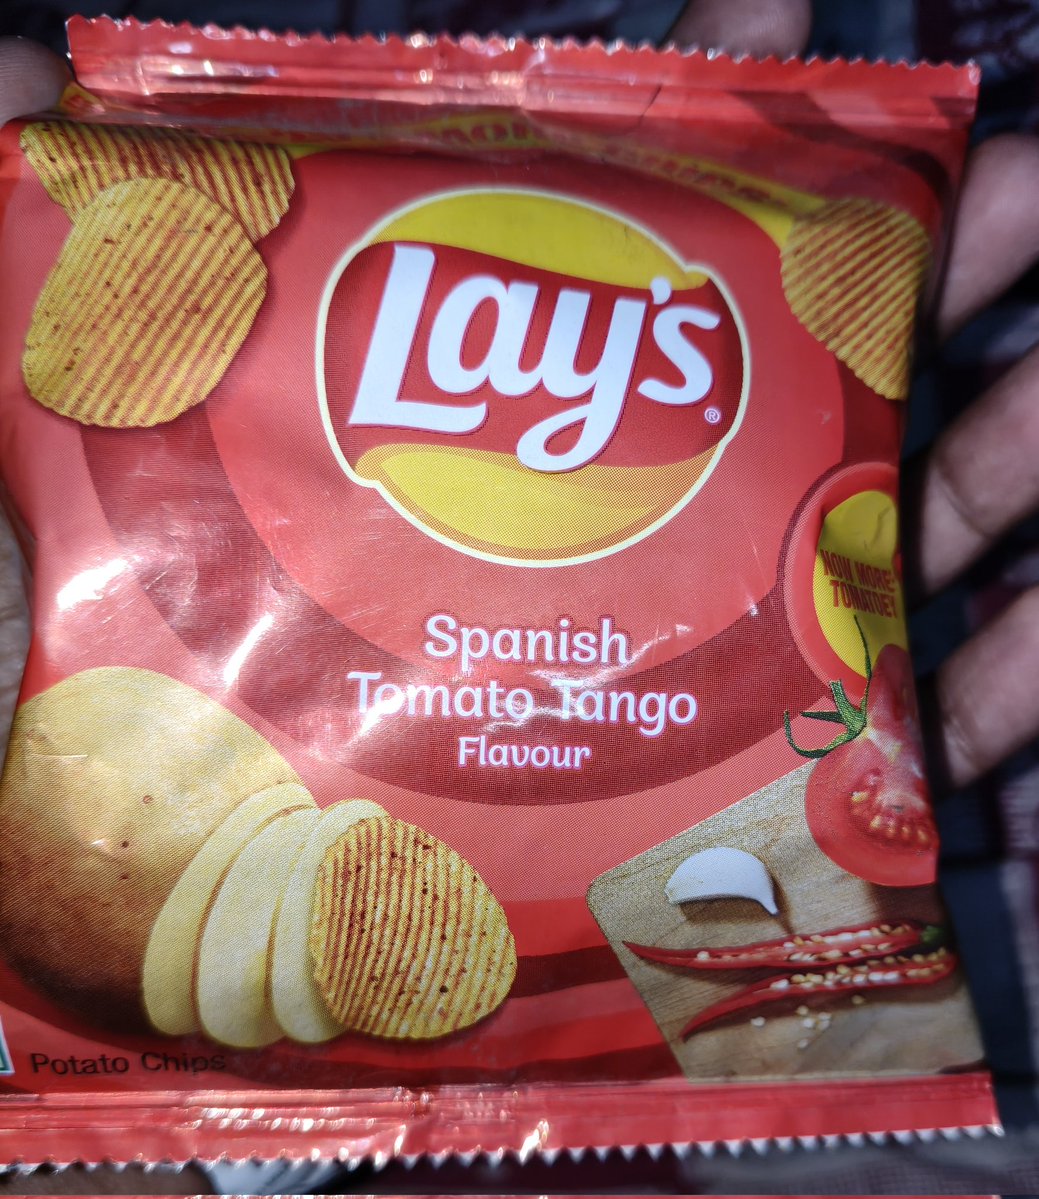 Lay's
®
NOW MORE
TOMATOEY
Spanish
Tomato Tango
Flavour
Potato Chips